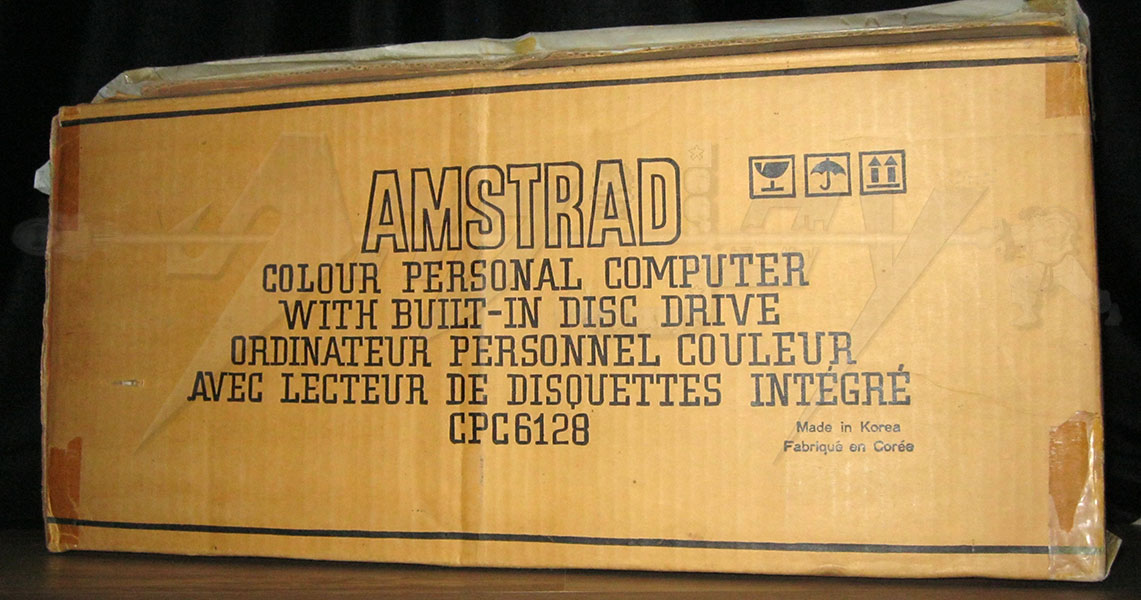 AMSTRAD
COLOUR PERSONAL COMPUTER
WITH BUILT-IN DISC DRIVE
ORDINATEUR PERSONNEL COULEUR
AVEC LECTEUR DE DISQUETTES INTÉGRÉ
CPC6128
Made in Korea
Fabriqué en Corée